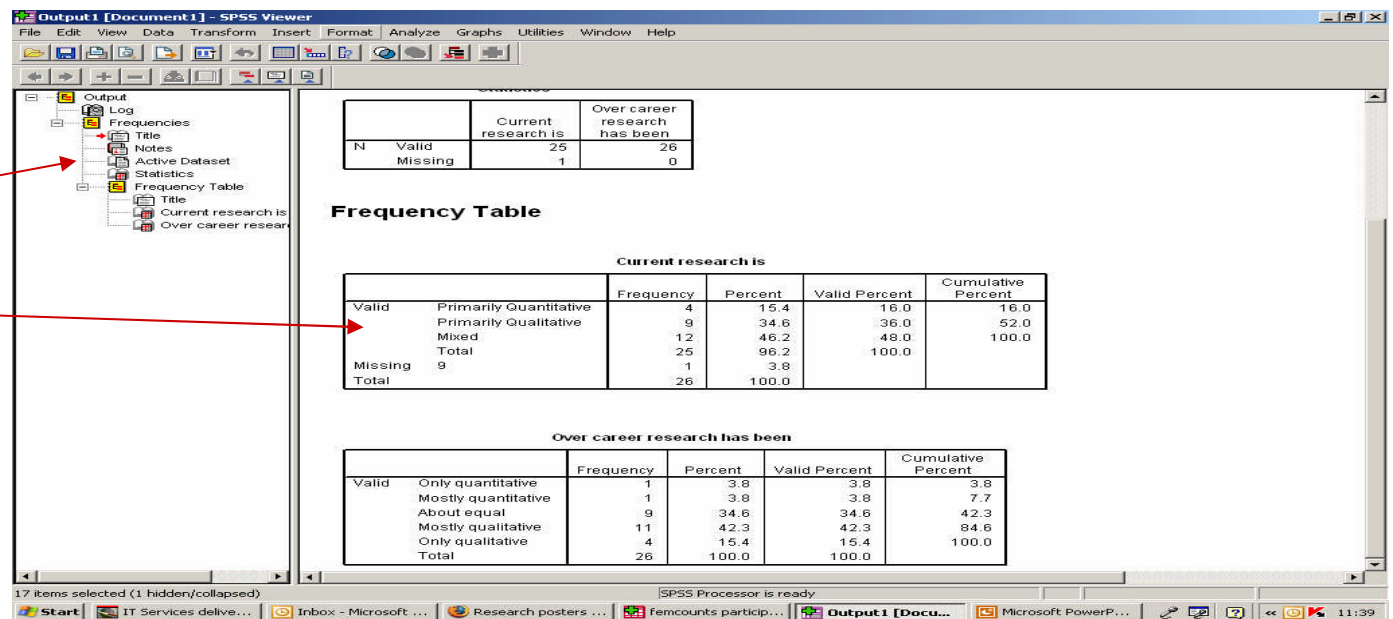 Output1 [Document1] - SPSS Viewer
File Edit View Data Transform Insert Format Analyze Graphs Utilities Window Help
Output
Log
Frequencies
Title
Notes
Active Dataset
Statistics
Frequency Table
Title
Current research is
Over career resear
Statistics
Current research is Over career research has been
N Valid 25 26
Missing 1 0
Frequency Table
Current research is
Frequency Percent Valid Percent Cumulative Percent
Valid Primarily Quantitative 4 15.4 16.0 16.0
Primarily Qualitative 9 34.6 36.0 52.0
Mixed 12 46.2 48.0 100.0
Total 25 96.2 100.0
Missing 9 1 3.8
Total 26 100.0
Over career research has been
Frequency Percent Valid Percent Cumulative Percent
Valid Only quantitative 1 3.8 3.8 3.8
Mostly quantitative 1 3.8 3.8 7.7
About equal 9 34.6 34.6 42.3
Mostly qualitative 11 42.3 42.3 84.6
Only qualitative 4 15.4 15.4 100.0
Total 26 100.0 100.0
17 items selected (1 hidden/collapsed) SPSS Processor is ready
Start IT Services delive... Inbox - Microsoft ... Research posters ... femcounts particip... Output1 [Docu... Microsoft PowerP... « 11:39